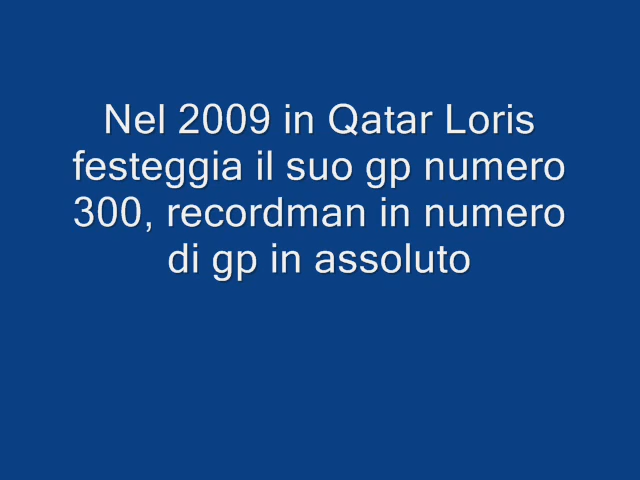 Nel 2009 in Qatar Loris
festeggia il suo gp numero
300, recordman in numero
di gp in assoluto